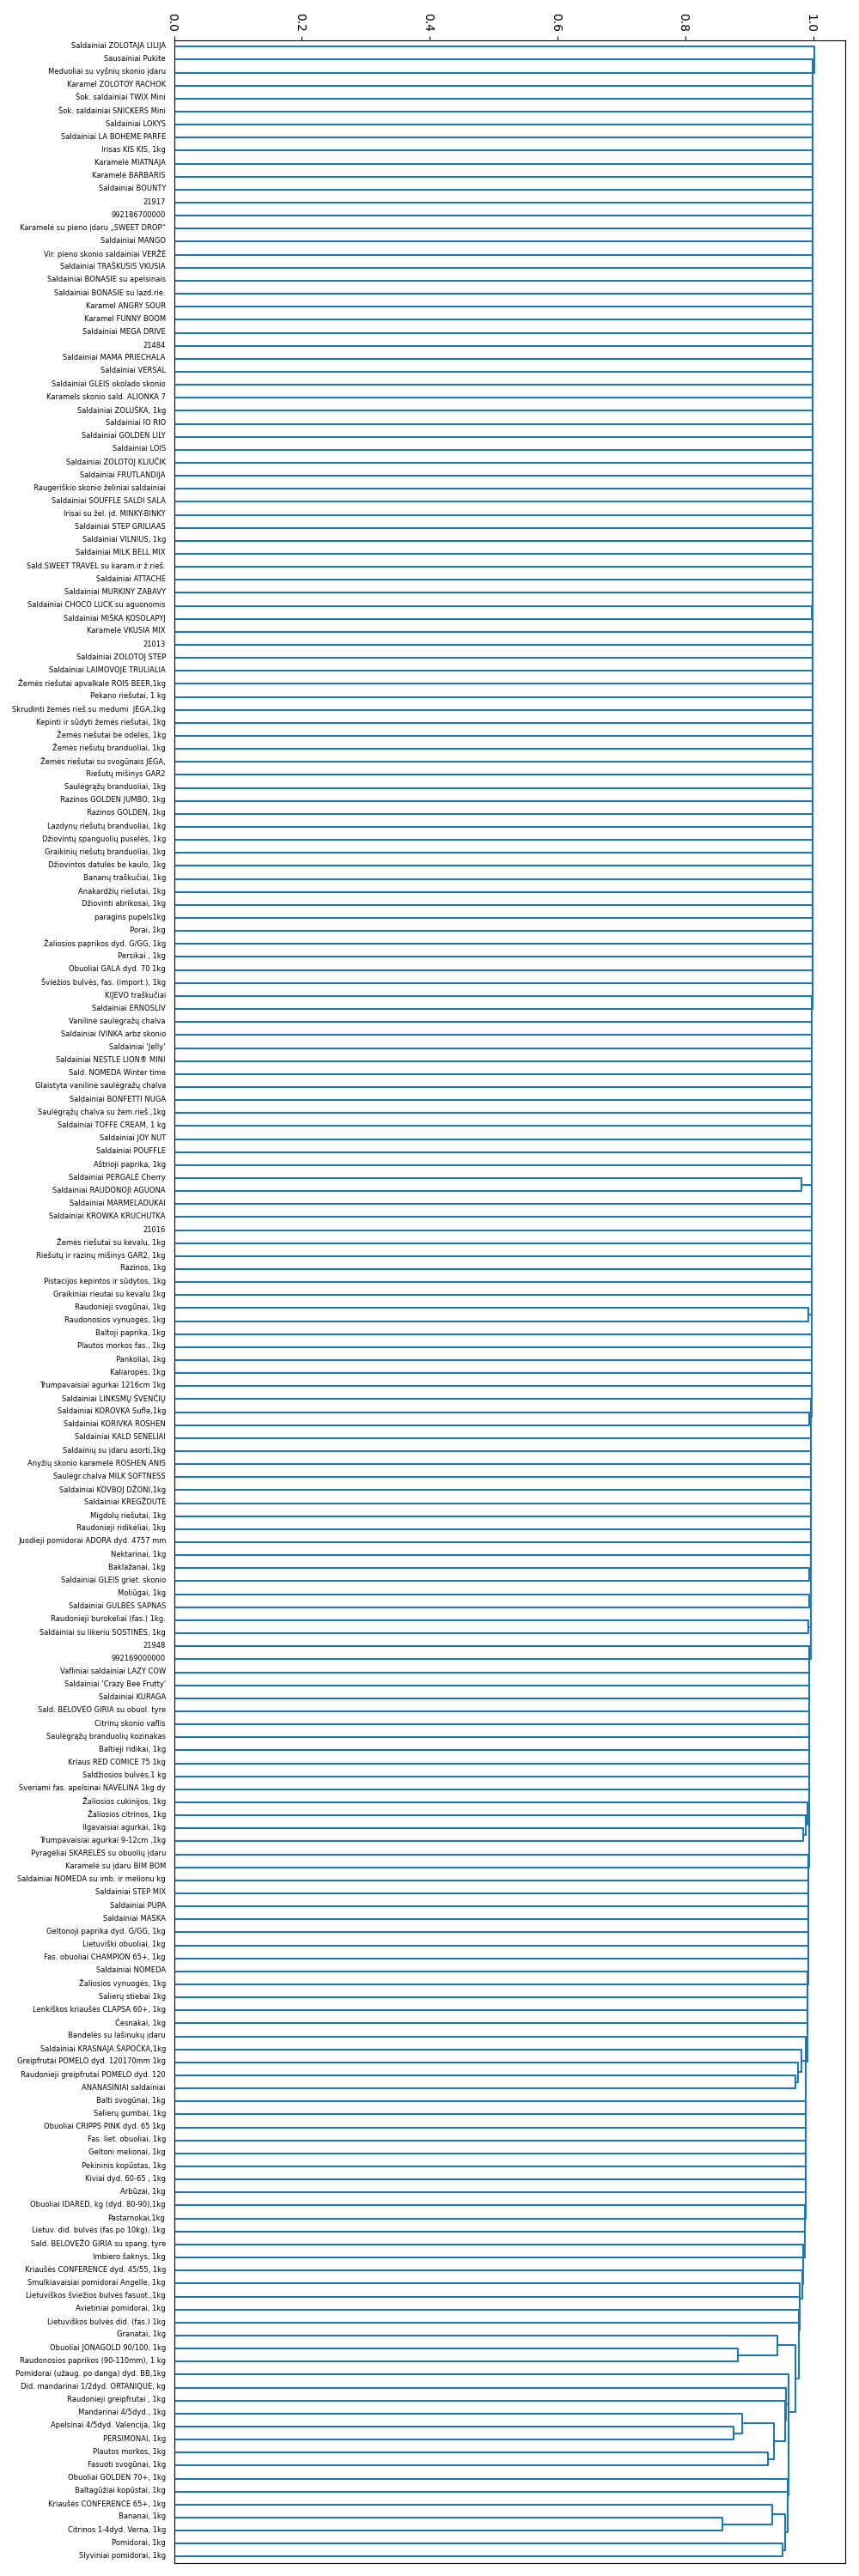 0.0 0.2 0.4 0.6 0.8 1.0
Saldainiai ZOLOTAJA LILIJA
Sausainiai Pukite
Meduoliai su vyšnių skonio įdaru
Karamel ZOLOTOY RACHOK
Šok. saldainiai TWIX Mini
Šok. saldainiai SNICKERS Mini
Saldainiai LOKYS
Saldainiai LA BOHEME PARFE
Irisas KIS KIS, 1kg
Karamelė MIATNAJA
Karamelė BARBARIS
Saldainiai BOUNTY
21917
992186700000
Karamelė su pieno įdaru „SWEET DROP"
Saldainiai MANGO
Vir. pieno skonio saldainiai VERŽĖ
Saldainiai TRAŠKUSIS VKUSIA
Saldainiai BONASIE su apelsinais
Saldainiai BONASIE su lazd.rie.
Karamel ANGRY SOUR
Karamel FUNNY BOOM
Saldainiai MEGA DRIVE
21484
Saldainiai MAMA PRIECHALA
Saldainiai VERSAL
Saldainiai GLEIS okolado skonio
Karamels skonio sald. ALIONKA 7
Saldainiai ZOLUŠKA, 1kg
Saldainiai IO RIO
Saldainiai GOLDEN LILY
Saldainiai LOIS
Saldainiai ZOLOTOJ KLIUČIK
Saldainiai FRUTLANDIJA
Raugeriškio skonio želiniai saldainiai
Saldainiai SOUFFLE SALDI SALA
Irisai su žel. įd. MINKY-BINKY
Saldainiai STEP GRILIAAS
Saldainiai VILNIUS, 1kg
Saldainiai MILK BELL MIX
Sald.SWEET TRAVEL su karam.ir ž.rieš.
Saldainiai ATTACHE
Saldainiai MURKINY ZABAVY
Saldainiai CHOCO LUCK su aguonomis
Saldainiai MIŠKA KOSOLAPYJ
Karamelė VKUSIA MIX
21013
Saldainiai ZOLOTOJ STEP
Saldainiai LAIMOVOJE TRULIALIA
Žemės riešutai apvalkale ROIS BEER,1kg
Pekano riešutai, 1 kg
Skrudinti žemės rieš.su medumi  JĖGA,1kg
Kepinti ir sūdyti žemės riešutai, 1kg
Žemės riešutai be odelės, 1kg
Žemės riešutų branduoliai, 1kg
Žemės riešutai su svogūnais JĖGA,
Riešutų mišinys GAR2
Saulėgrąžų branduoliai, 1kg
Razinos GOLDEN JUMBO, 1kg
Razinos GOLDEN, 1kg
Lazdynų riešutų branduoliai, 1kg
Džiovintų spanguolių puselės, 1kg
Graikinių riešutų branduoliai, 1kg
Džiovintos datulės be kaulo, 1kg
Bananų traškučiai, 1kg
Anakardžių riešutai, 1kg
Džiovinti abrikosai, 1kg
paragins pupels1kg
Porai, 1kg
Žaliosios paprikos dyd. G/GG, 1kg
Persikai , 1kg
Obuoliai GALA dyd. 70 1kg
Šviežios bulvės, fas. (import.), 1kg
KIJEVO traškučiai
Saldainiai ERNOSLIV
Vanilinė saulėgražų chalva
Saldainiai IVINKA arbz skonio
Saldainiai 'Jelly'
Saldainiai NESTLE LION® MINI
Sald. NOMEDA Winter time
Glaistyta vanilinė saulėgražų chalva
Saldainiai BONFETTI NUGA
Saulėgrąžų chalva su žem.rieš.,1kg
Saldainiai TOFFE CREAM, 1 kg
Saldainiai JOY NUT
Saldainiai POUFFLE
Aštrioji paprika, 1kg
Saldainiai PERGALĖ Cherry
Saldainiai RAUDONOJI AGUONA
Saldainiai MARMELADUKAI
Saldainiai KROWKA KRUCHUTKA
21016
Žemės riešutai su kevalu, 1kg
Riešutų ir razinų mišinys GAR2, 1kg
Razinos, 1kg
Pistacijos kepintos ir sūdytos, 1kg
Graikiniai rieutai su kevalu 1kg
Raudonieji svogūnai, 1kg
Raudonosios vynuogės, 1kg
Baltoji paprika, 1kg
Plautos morkos fas., 1kg
Pankoliai, 1kg
Kaliaropės, 1kg
Trumpavaisiai agurkai 1216cm 1kg
Saldainiai LINKSMŲ ŠVENČIŲ
Saldainiai KOROVKA Sufle,1kg
Saldainiai KORIVKA ROSHEN
Saldainiai KALD SENELIAI
Saldainių su įdaru asorti,1kg
Anyžių skonio karamelė ROSHEN ANIS
Saulėgr.chalva MILK SOFTNESS
Saldainiai KOVBOJ DŽONI,1kg
Saldainiai KREGŽDUTĖ
Migdolų riešutai, 1kg
Raudonieji ridikėliai, 1kg
Juodieji pomidorai ADORA dyd. 4757 mm
Nektarinai, 1kg
Baklažanai, 1kg
Saldainiai GLEIS griet. skonio
Moliūgai, 1kg
Saldainiai GULBĖS SAPNAS
Raudonieji burokėliai (fas.) 1kg.
Saldainiai su likeriu SOSTINĖS, 1kg
21948
992169000000
Vafliniai saldainiai LAZY COW
Saldainiai 'Crazy Bee Frutty'
Saldainiai KURAGA
Sald. BELOVEO GIRIA su obuol. tyre
Citrinų skonio vaflis
Saulėgrąžų branduolių kozinakas
Baltieji ridikai, 1kg
Kriaus RED COMICE 75 1kg
Saldžiosios bulvės,1 kg
Sveriami fas. apelsinai NAVELINA 1kg dy
Žaliosios cukinijos, 1kg
Žaliosios citrinos, 1kg
Ilgavaisiai agurkai, 1kg
Trumpavaisiai agurkai 9-12cm ,1kg
Pyragėliai SKARELĖS su obuolių įdaru
Karamelė su įdaru BIM BOM
Saldainiai NOMEDA su imb. ir melionu kg
Saldainiai STEP MIX
Saldainiai PUPA
Saldainiai MASKA
Geltonoji paprika dyd. G/GG, 1kg
Lietuviški obuoliai, 1kg
Fas. obuoliai CHAMPION 65+, 1kg
Saldainiai NOMEDA
Žaliosios vynuogės, 1kg
Salierų stiebai 1kg
Lenkiškos kriaušės CLAPSA 60+, 1kg
Česnakai, 1kg
Bandelės su lašinukų įdaru
Saldainiai KRASNAJA ŠAPOČKA,1kg
Greipfrutai POMELO dyd. 120170mm 1kg
Raudonieji greipfrutai POMELO dyd. 120
ANANASINIAI saldainiai
Balti svogūnai, 1kg
Salierų gumbai, 1kg
Obuoliai CRIPPS PINK dyd. 65 1kg
Fas. liet. obuoliai, 1kg
Geltoni melionai, 1kg
Pekininis kopūstas, 1kg
Kiviai dyd. 60-65 , 1kg
Arbūzai, 1kg
Obuoliai IDARED, kg (dyd. 80-90),1kg
Pastarnokai,1kg
Lietuv. did. bulvės (fas.po 10kg), 1kg
Sald. BELOVEŽO GIRIA su spang. tyre
Imbiero šaknys, 1kg
Kriaušės CONFERENCE dyd. 45/55, 1kg
Smulkiavaisiai pomidorai Angelle, 1kg
Lietuviškos šviežios bulvės fasuot.,1kg
Avietiniai pomidorai, 1kg
Lietuviškos bulvės did. (fas.) 1kg
Granatai, 1kg
Obuoliai JONAGOLD 90/100, 1kg
Raudonosios paprikos (90-110mm), 1 kg
Pomidorai (užaug. po danga) dyd. BB,1kg
Did. mandarinai 1/2dyd. ORTANIQUE, kg
Raudonieji greipfrutai , 1kg
Mandarinai 4/5dyd., 1kg
Apelsinai 4/5dyd. Valencija, 1kg
PERSIMONAI, 1kg
Plautos morkos, 1kg
Fasuoti svogūnai, 1kg
Obuoliai GOLDEN 70+, 1kg
Baltagūžiai kopūstai, 1kg
Kriaušės CONFERENCE 65+, 1kg
Bananai, 1kg
Citrinos 1-4dyd. Verna, 1kg
Pomidorai, 1kg
Slyviniai pomidorai, 1kg